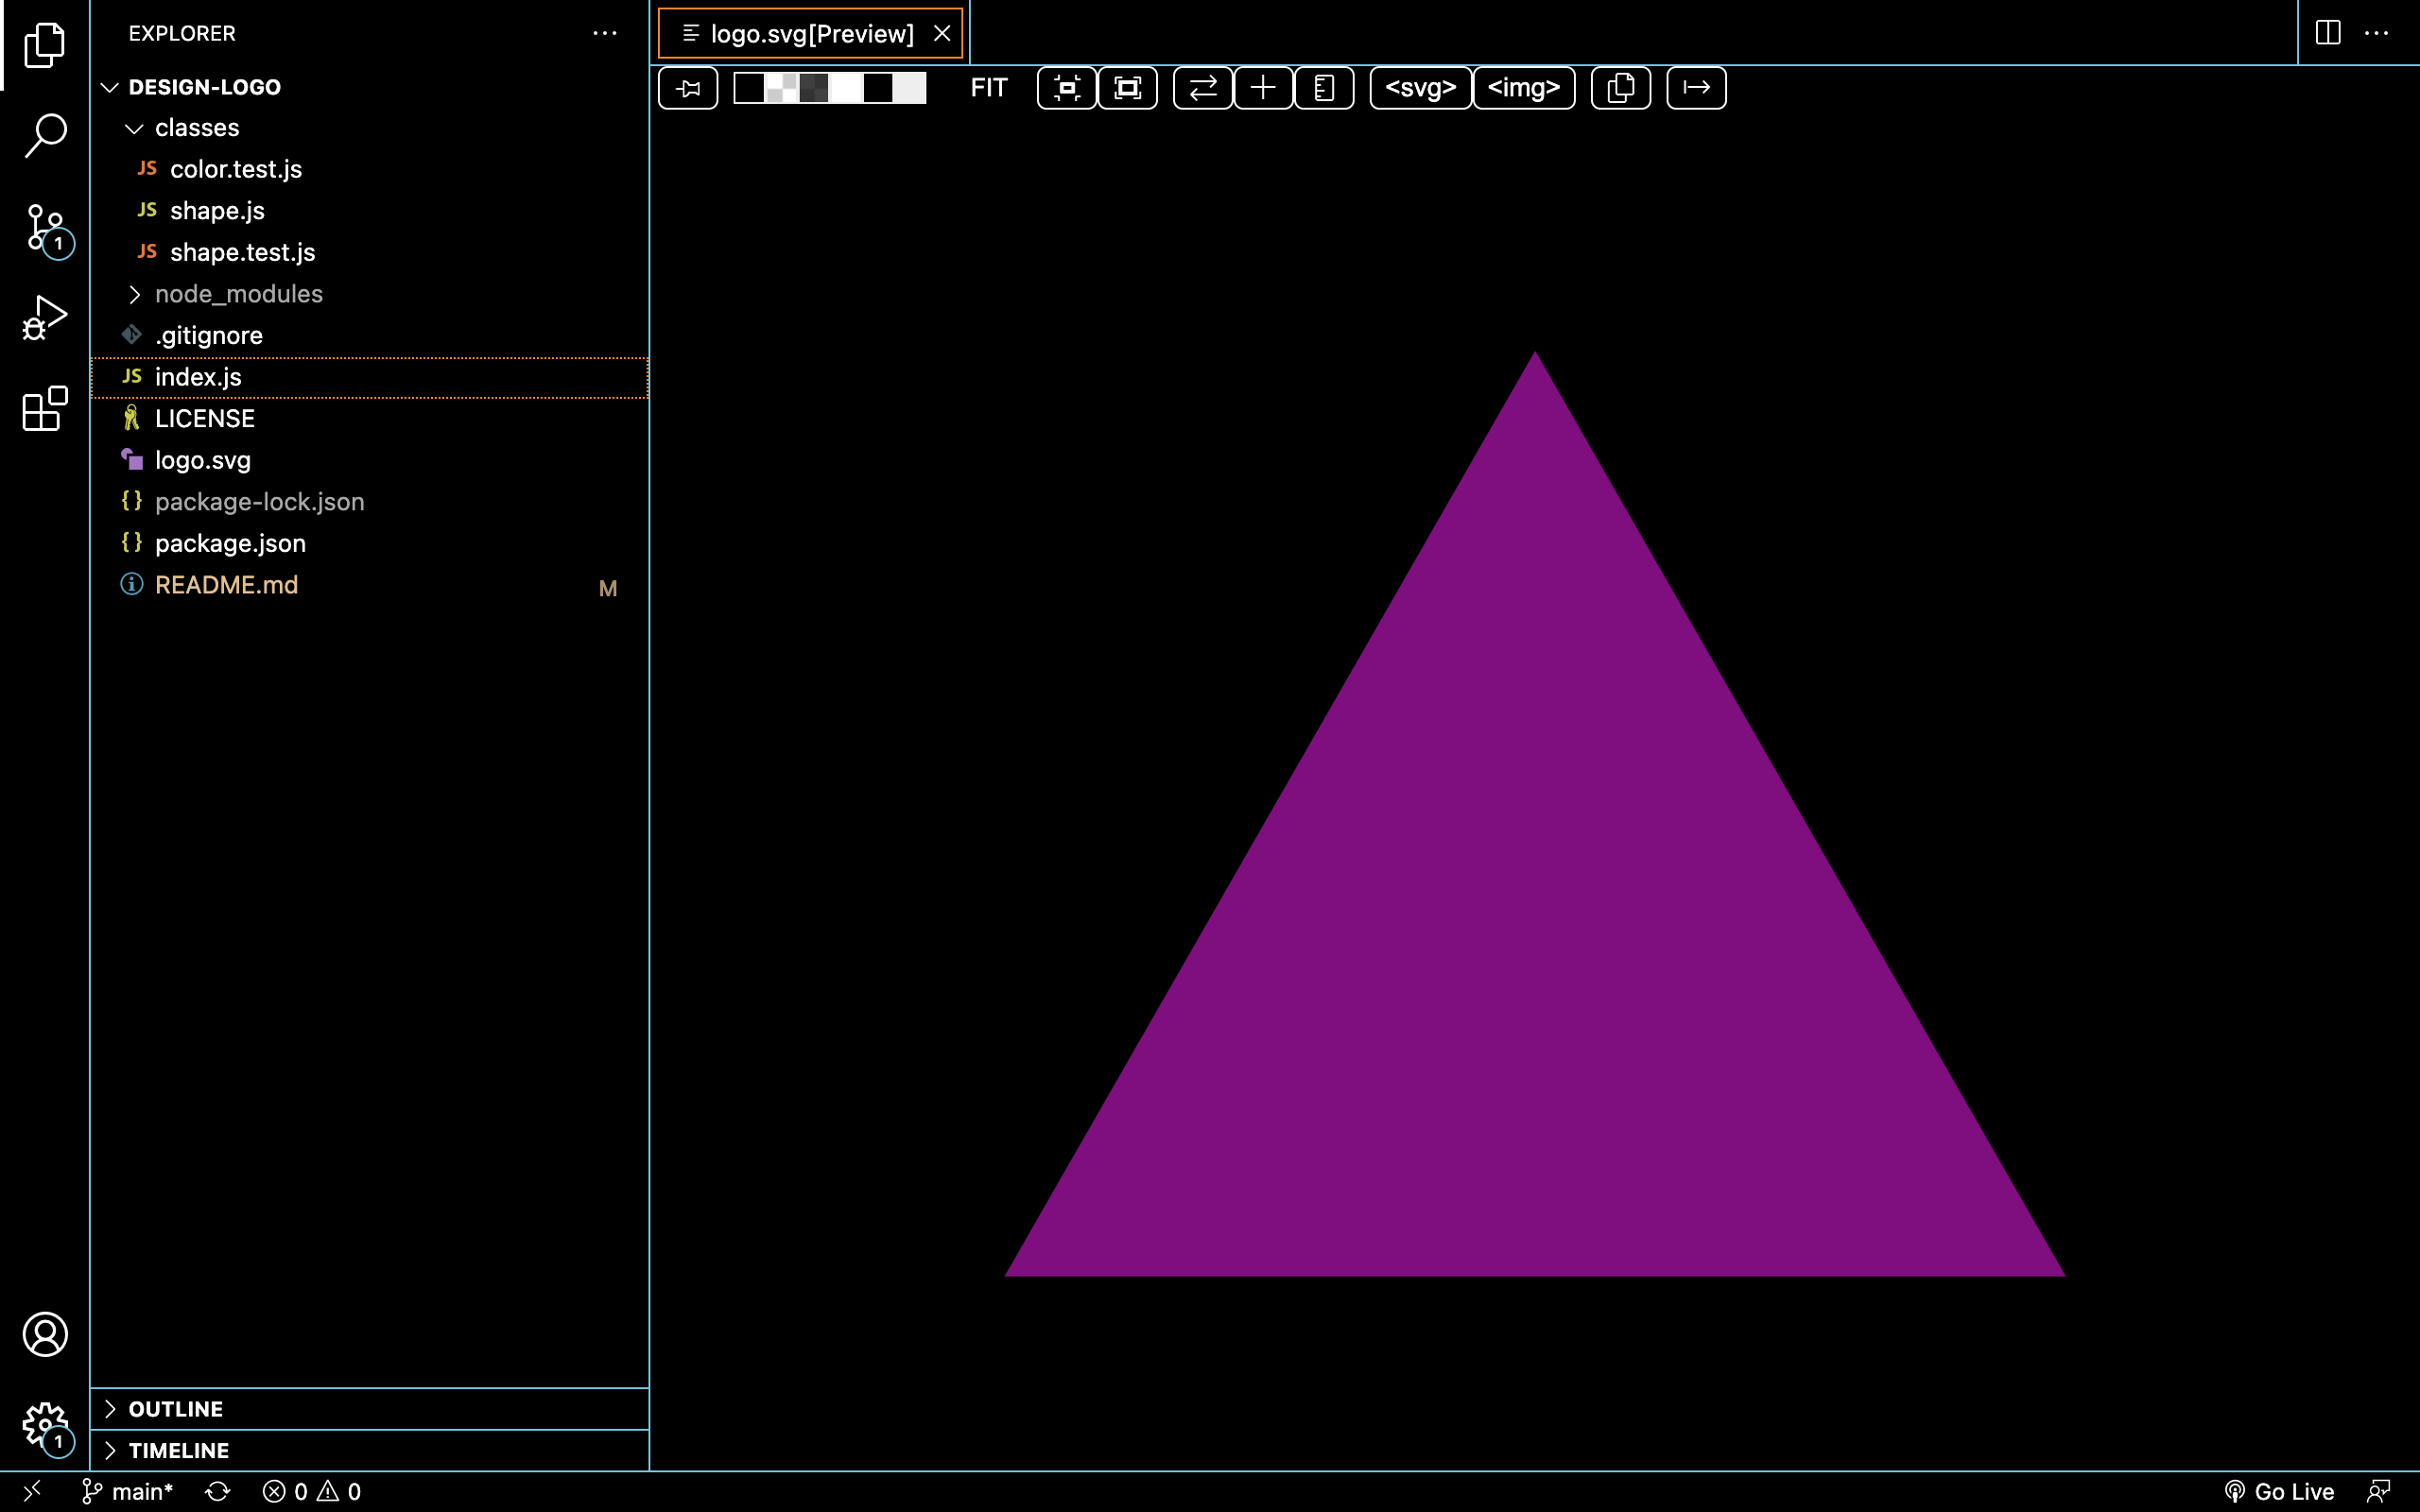 EXPLORER
DESIGN-LOGO
classes
JS color.test.js
JS shape.js
JS shape.test.js
node_modules
.gitignore
JS index.js
LICENSE
logo.svg
{} package-lock.json
{} package.json
README.md M
OUTLINE
TIMELINE
logo.svg[Preview]
FIT
<svg> <img>
1
1
main* 0 0
Go Live